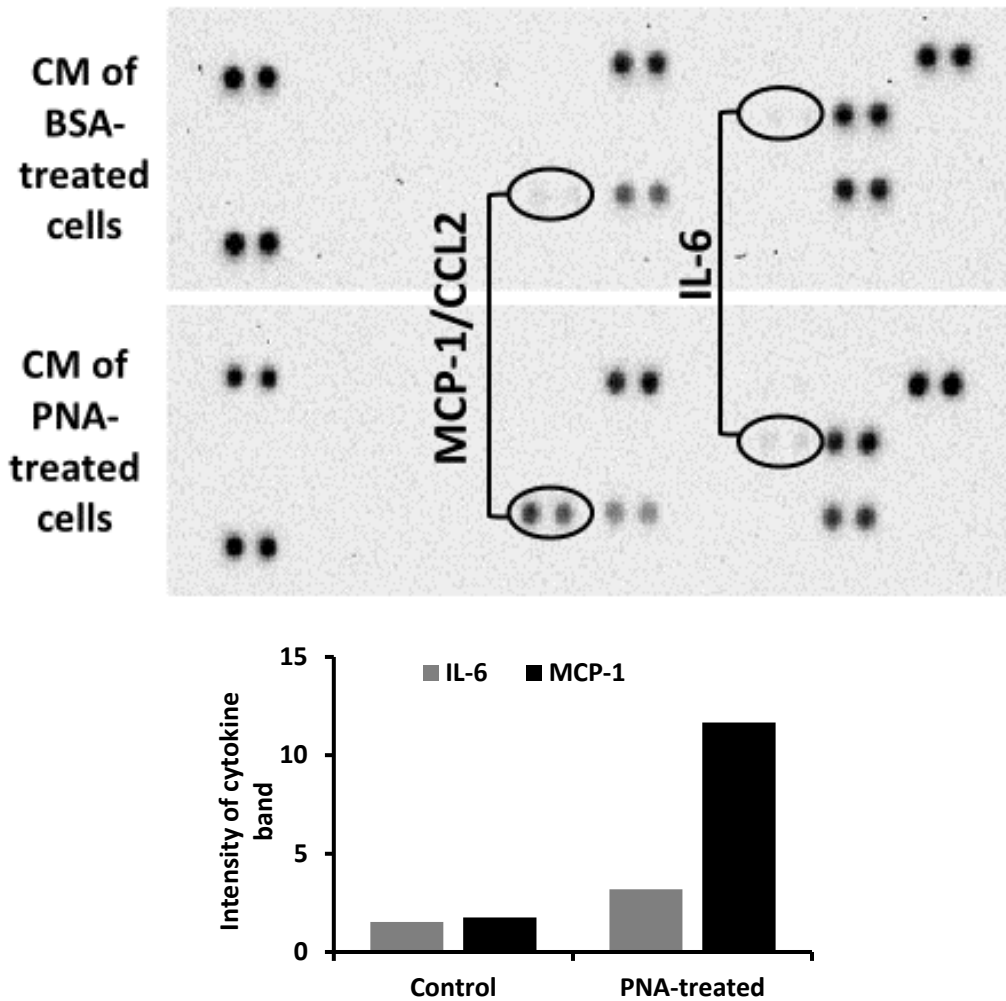 CM of
BSA-
treated
cells
MCP-1/CCL2
IL-6
CM of
PNA-
treated
cells
15
10
5
0
Intensity of cytokine
band
IL-6
MCP-1
Control
PNA-treated